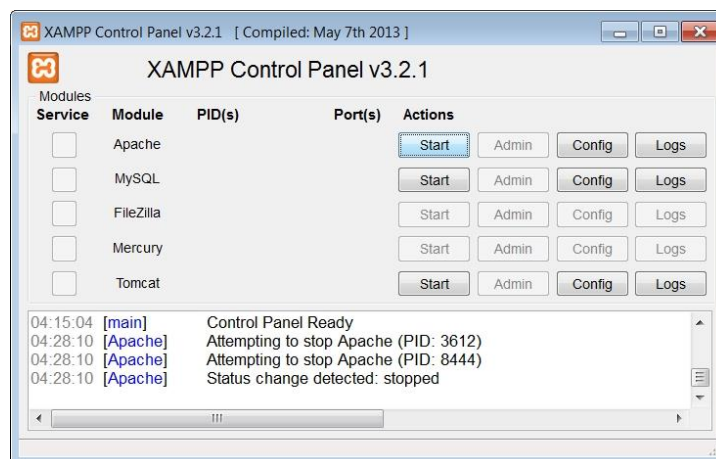 XAMPP Control Panel v3.2.1 [ Compiled: May 7th 2013 ]
XAMPP Control Panel v3.2.1
Modules
Service Module PID(s) Port(s) Actions
Apache Start Admin Config Logs
MySQL Start Admin Config Logs
FileZilla Start Admin Config Logs
Mercury Start Admin Config Logs
Tomcat Start Admin Config Logs
04:15:04 [main] Control Panel Ready
04:28:10 [Apache] Attempting to stop Apache (PID: 3612)
04:28:10 [Apache] Attempting to stop Apache (PID: 8444)
04:28:10 [Apache] Status change detected: stopped